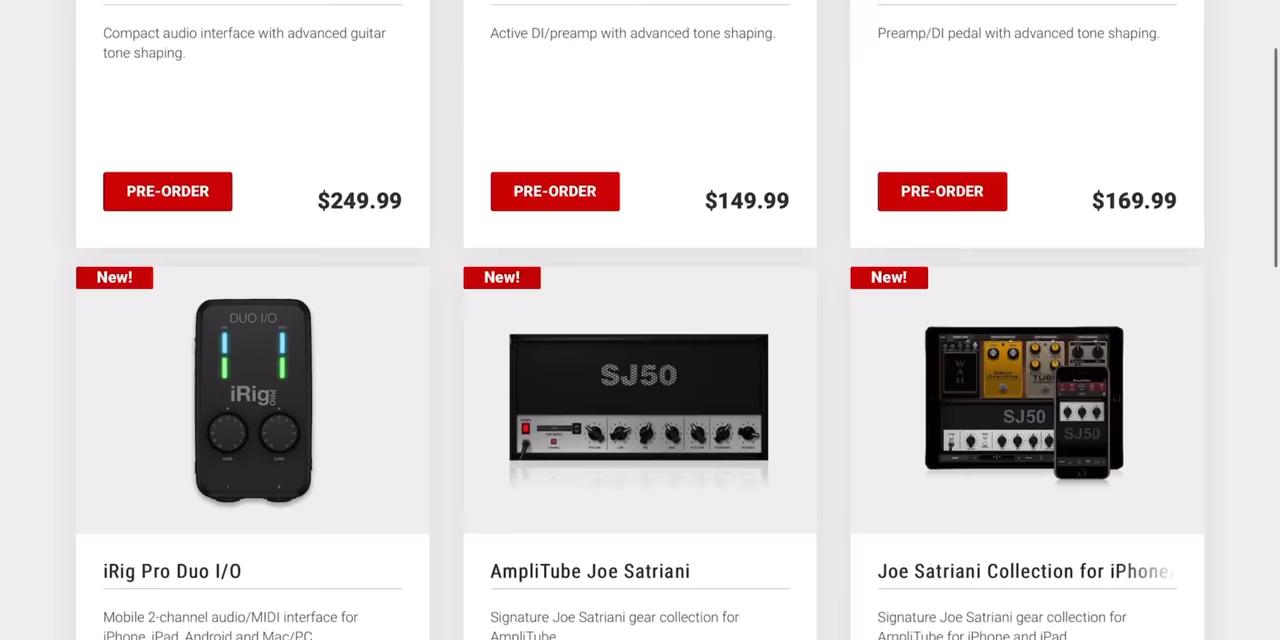 Compact audio interface with advanced guitar
tone shaping.
Active DI/preamp with advanced tone shaping.
Preamp/DI pedal with advanced tone shaping.
PRE-ORDER
$249.99
PRE-ORDER
$149.99
PRE-ORDER
$169.99
New!
New!
New!
DUO I/O
iRig PRO
SJ50
WAH
SJ50
SJ50
iRig Pro Duo I/O
AmpliTube Joe Satriani
Joe Satriani Collection for iPhone/
Mobile 2-channel audio/MIDI interface for
iPhone, iPad, Android and Mac/PC
Signature Joe Satriani gear collection for
AmpliTube
Signature Joe Satriani gear collection for
AmpliTube for iPhone and iPad